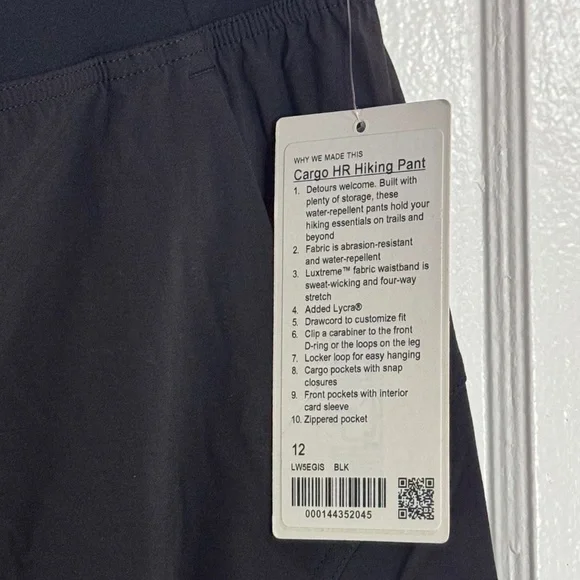 WHY WE MADE THIS
Cargo HR Hiking Pant
1. Detours welcome. Built with
plenty of storage, these
water-repellent pants hold your
hiking essentials on trails and
beyond
2. Fabric is abrasion-resistant
and water-repellent
3. Luxtreme™ fabric waistband is
sweat-wicking and four-way
stretch
4. Added Lycra®
5. Drawcord to customize fit
6. Clip a carabiner to the front
D-ring or the loops on the leg
7. Locker loop for easy hanging
8. Cargo pockets with snap
closures
9. Front pockets with interior
card sleeve
10. Zippered pocket
12
LW5EGIS BLK
000144352045